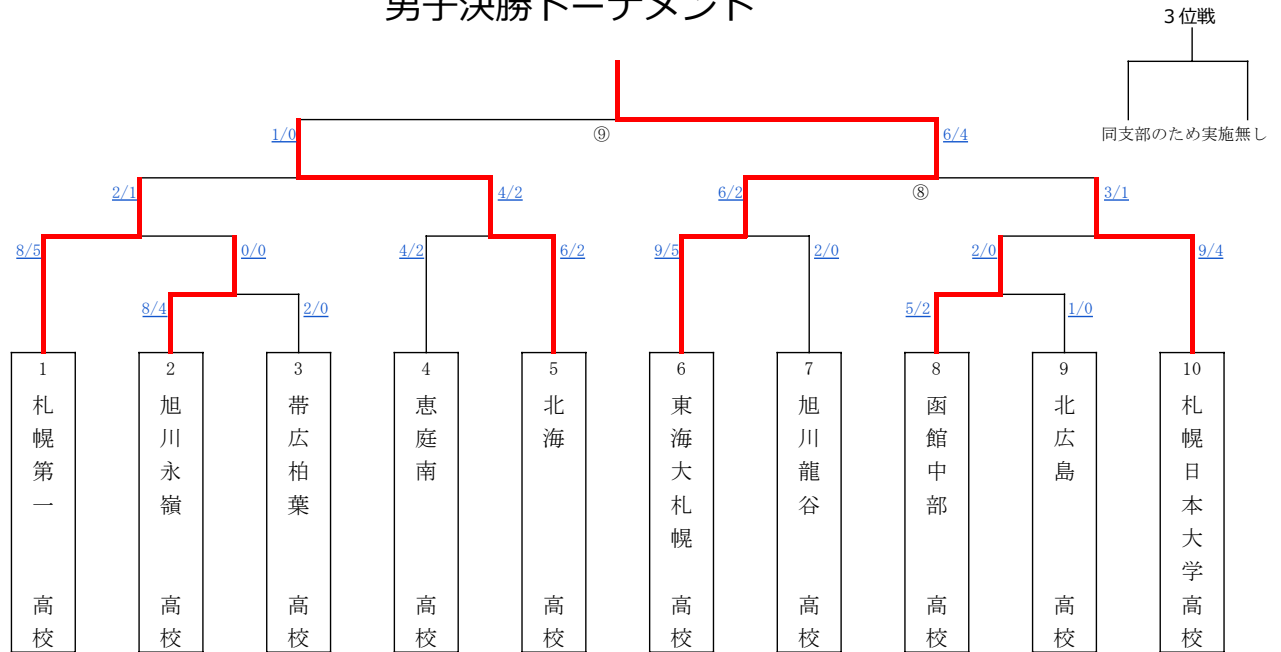 男子決勝トーナメント
３位戦
同支部のため実施無し
1/0
⑨
6/4
2/1
4/2
6/2
⑧
3/1
8/5
0/0
4/2
6/2
9/5
2/0
2/0
9/4
8/4
2/0
5/2
1/0
1
札幌第一高校
2
旭川永嶺高校
3
帯広柏葉高校
4
恵庭南高校
5
北海高校
6
東海大札幌高校
7
旭川龍谷高校
8
函館中部高校
9
北広島高校
10
札幌日本大学高校